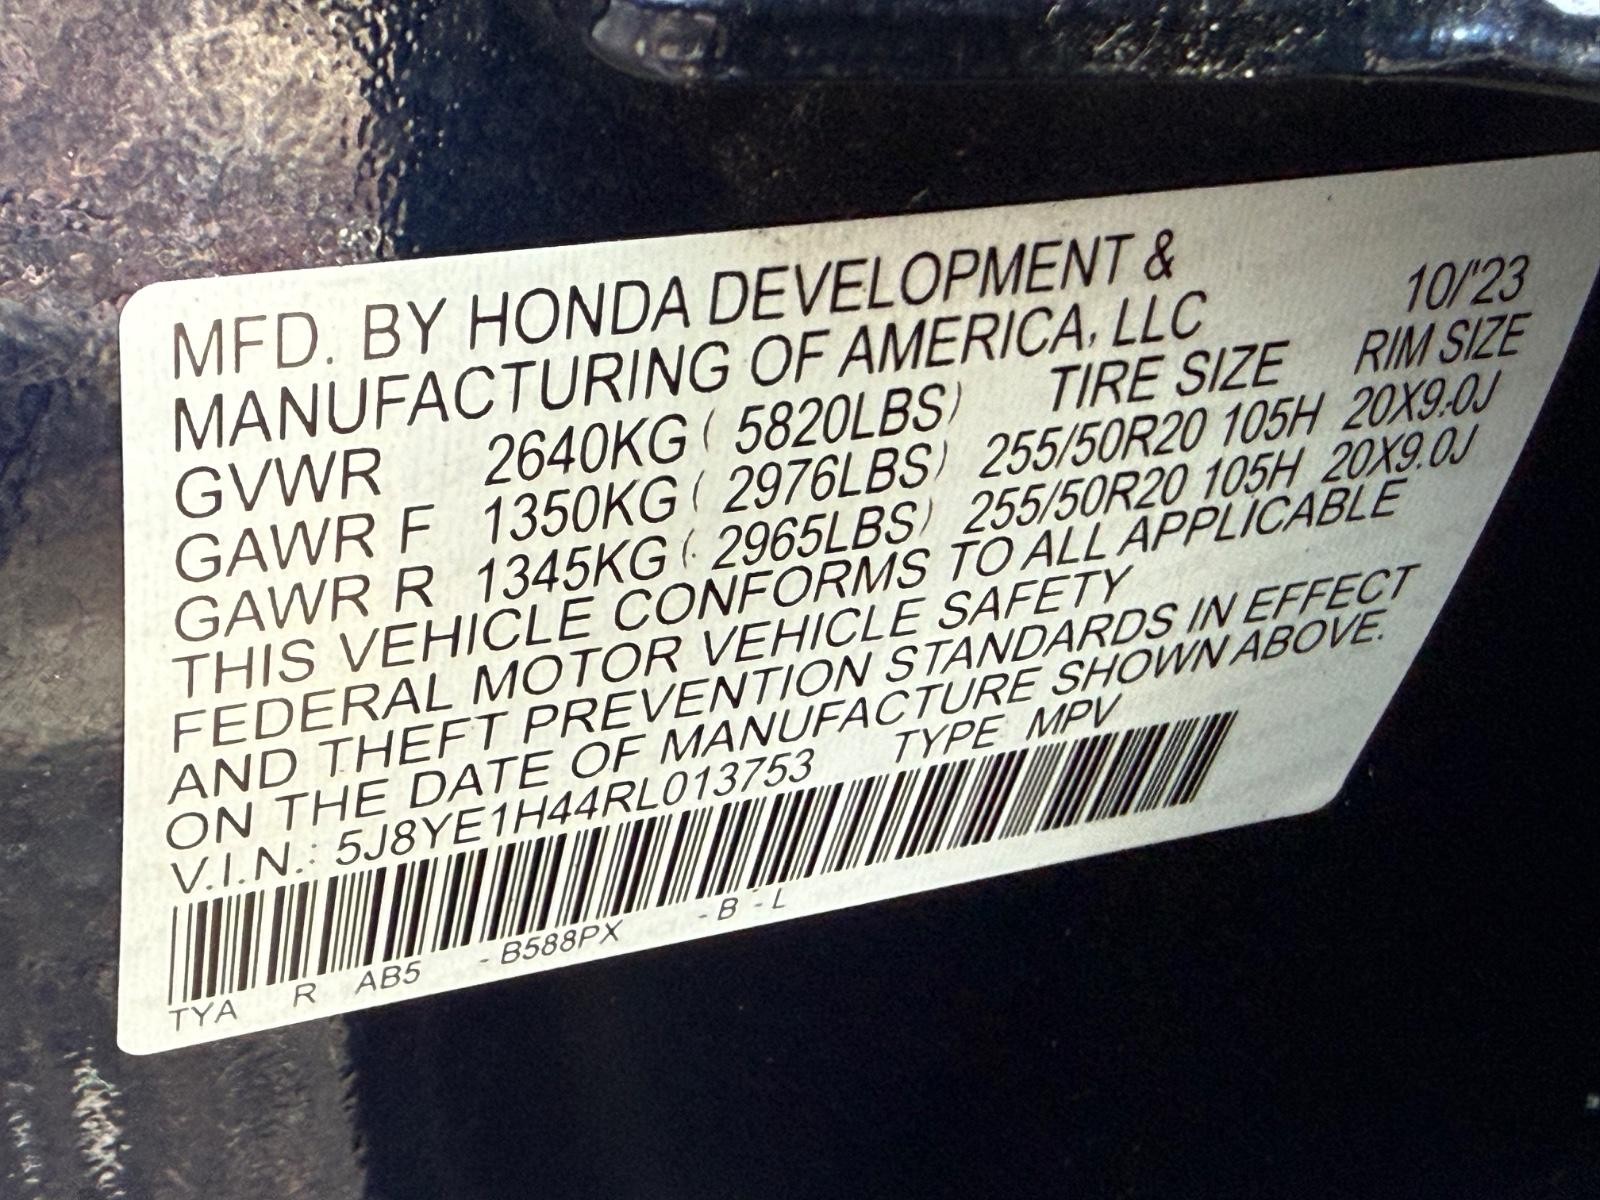 MFD. BY HONDA DEVELOPMENT &
MANUFACTURING OF AMERICA, LLC 10/'23
GVWR 2640KG ( 5820LBS) TIRE SIZE RIM SIZE
GAWR F 1350KG ( 2976LBS) 255/50R20 105H 20X9.0J
GAWR R 1345KG ( 2965LBS) 255/50R20 105H 20X9.0J
THIS VEHICLE CONFORMS TO ALL APPLICABLE
FEDERAL MOTOR VEHICLE SAFETY
AND THEFT PREVENTION STANDARDS IN EFFECT
ON THE DATE OF MANUFACTURE SHOWN ABOVE.
V.I.N.: 5J8YE1H44RL013753 TYPE MPV
TYA R AB5 - B588PX - B - L